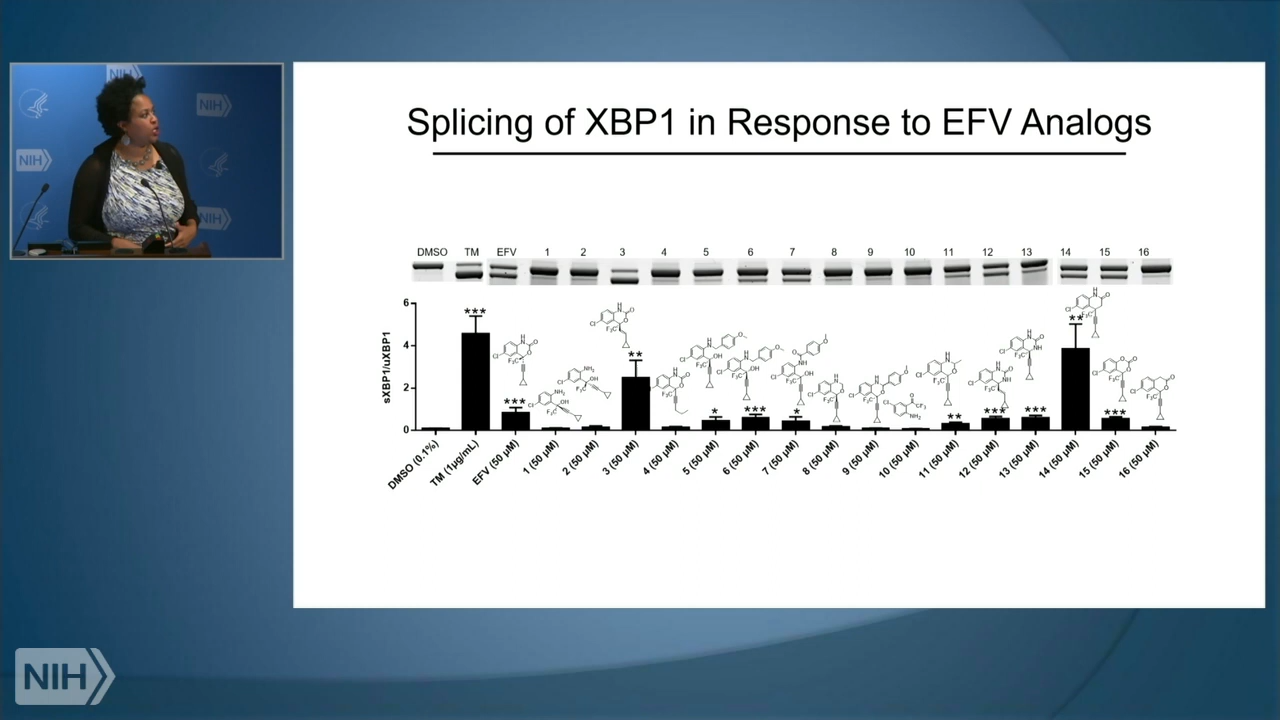 Splicing of XBP1 in Response to EFV Analogs
DMSO TM EFV 1 2 3 4 5 6 7 8 9 10 11 12 13 14 15 16
6
4
2
0
sXBP1/uXBP1
*** *** ** * *** * ** *** *** ** ***
DMSO (0.1%)
TM (1µg/mL)
EFV (50 µM)
1 (50 µM)
2 (50 µM)
3 (50 µM)
4 (50 µM)
5 (50 µM)
6 (50 µM)
7 (50 µM)
8 (50 µM)
9 (50 µM)
10 (50 µM)
11 (50 µM)
12 (50 µM)
13 (50 µM)
14 (50 µM)
15 (50 µM)
16 (50 µM)
NIH
NIH
NIH
NIH
NIH